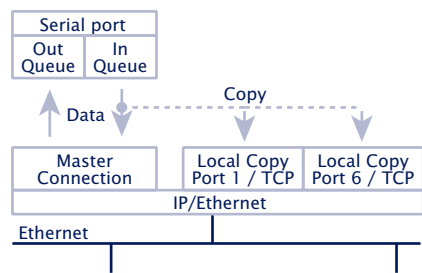 Serial port
Out Queue
In Queue
Copy
Data
Master Connection
Local Copy Port 1 / TCP
Local Copy Port 6 / TCP
IP/Ethernet
Ethernet